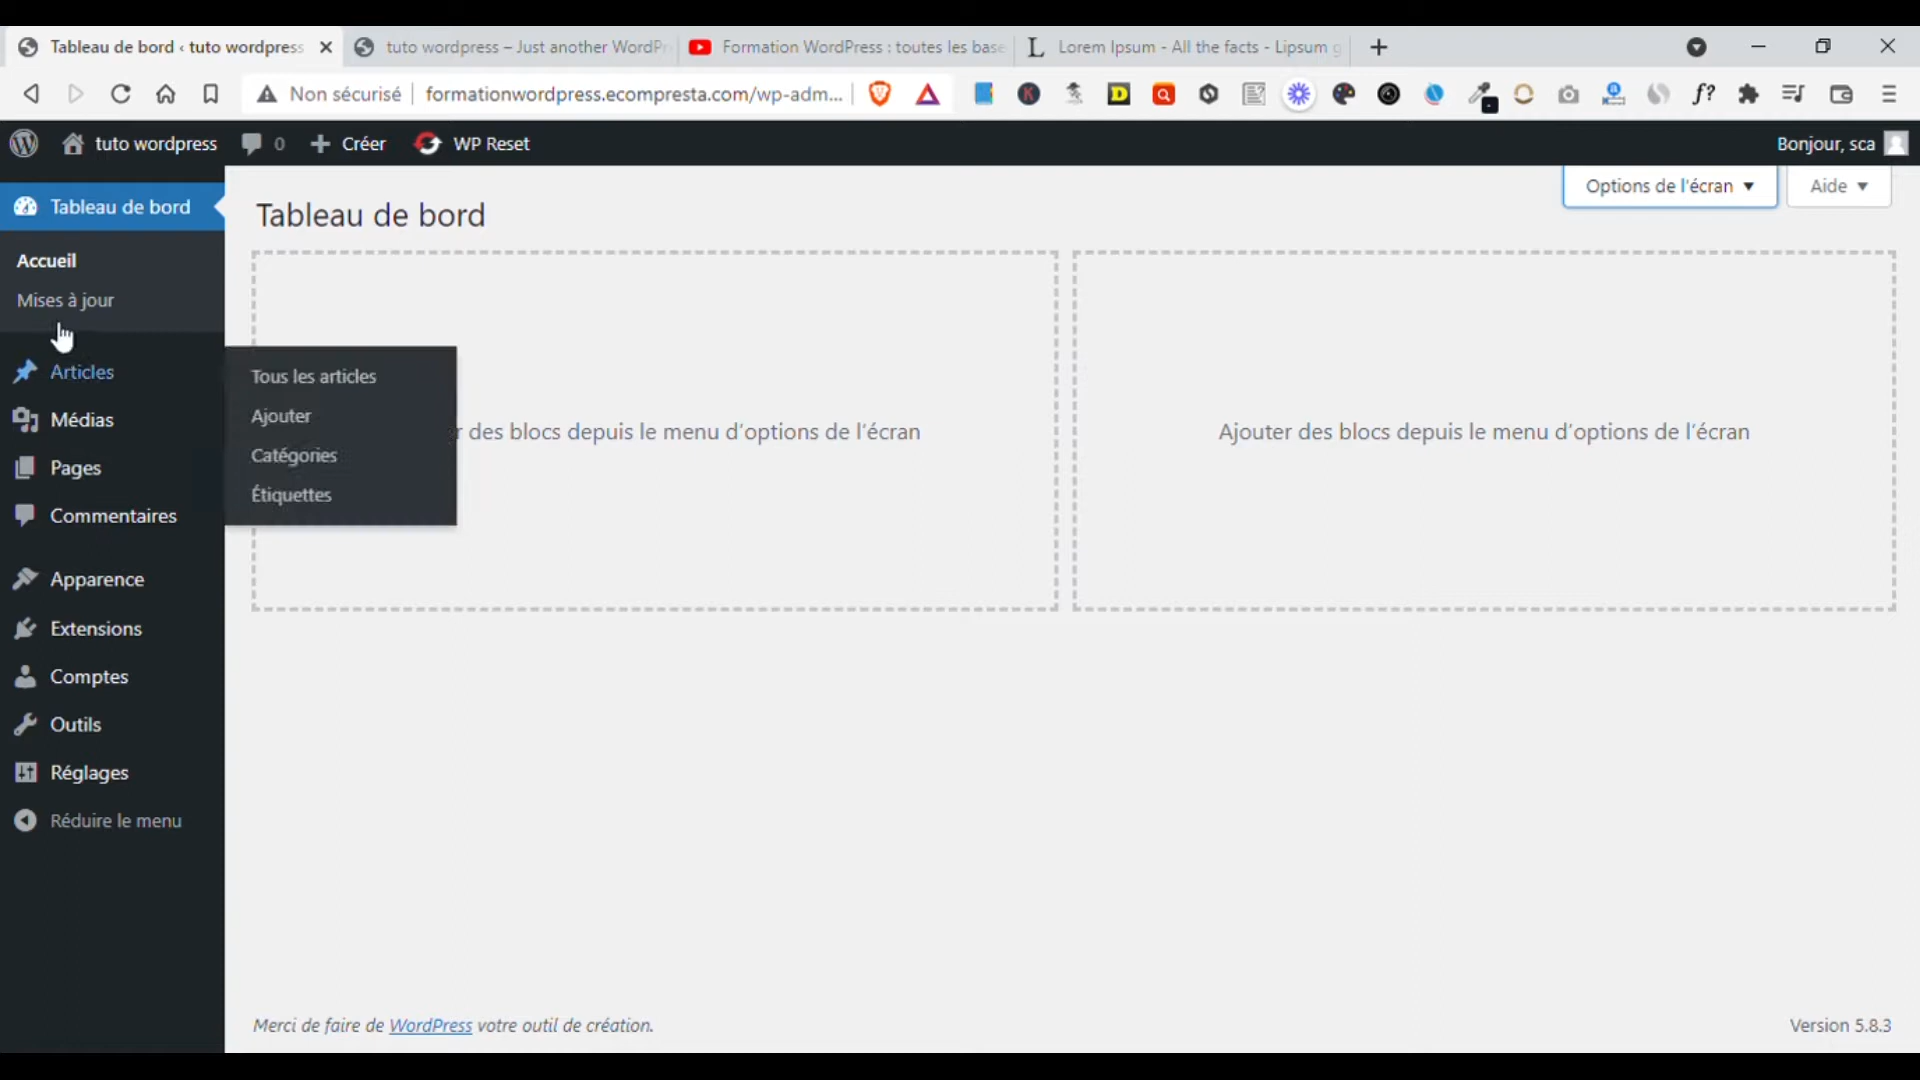 Tableau de bord ‹ tuto wordpress
tuto wordpress – Just another WordPr
Formation WordPress : toutes les base
Lorem Ipsum - All the facts - Lipsum g
Non sécurisé
formationwordpress.ecompresta.com/wp-adm...
f?
tuto wordpress
0
Créer
WP Reset
Bonjour, sca
Tableau de bord
Tableau de bord
Options de l'écran ▼
Aide ▼
Accueil
Mises à jour
Articles
Tous les articles
Ajouter
Catégories
Étiquettes
Médias
r des blocs depuis le menu d'options de l'écran
Ajouter des blocs depuis le menu d'options de l'écran
Pages
Commentaires
Apparence
Extensions
Comptes
Outils
Réglages
Réduire le menu
Merci de faire de WordPress votre outil de création.
Version 5.8.3